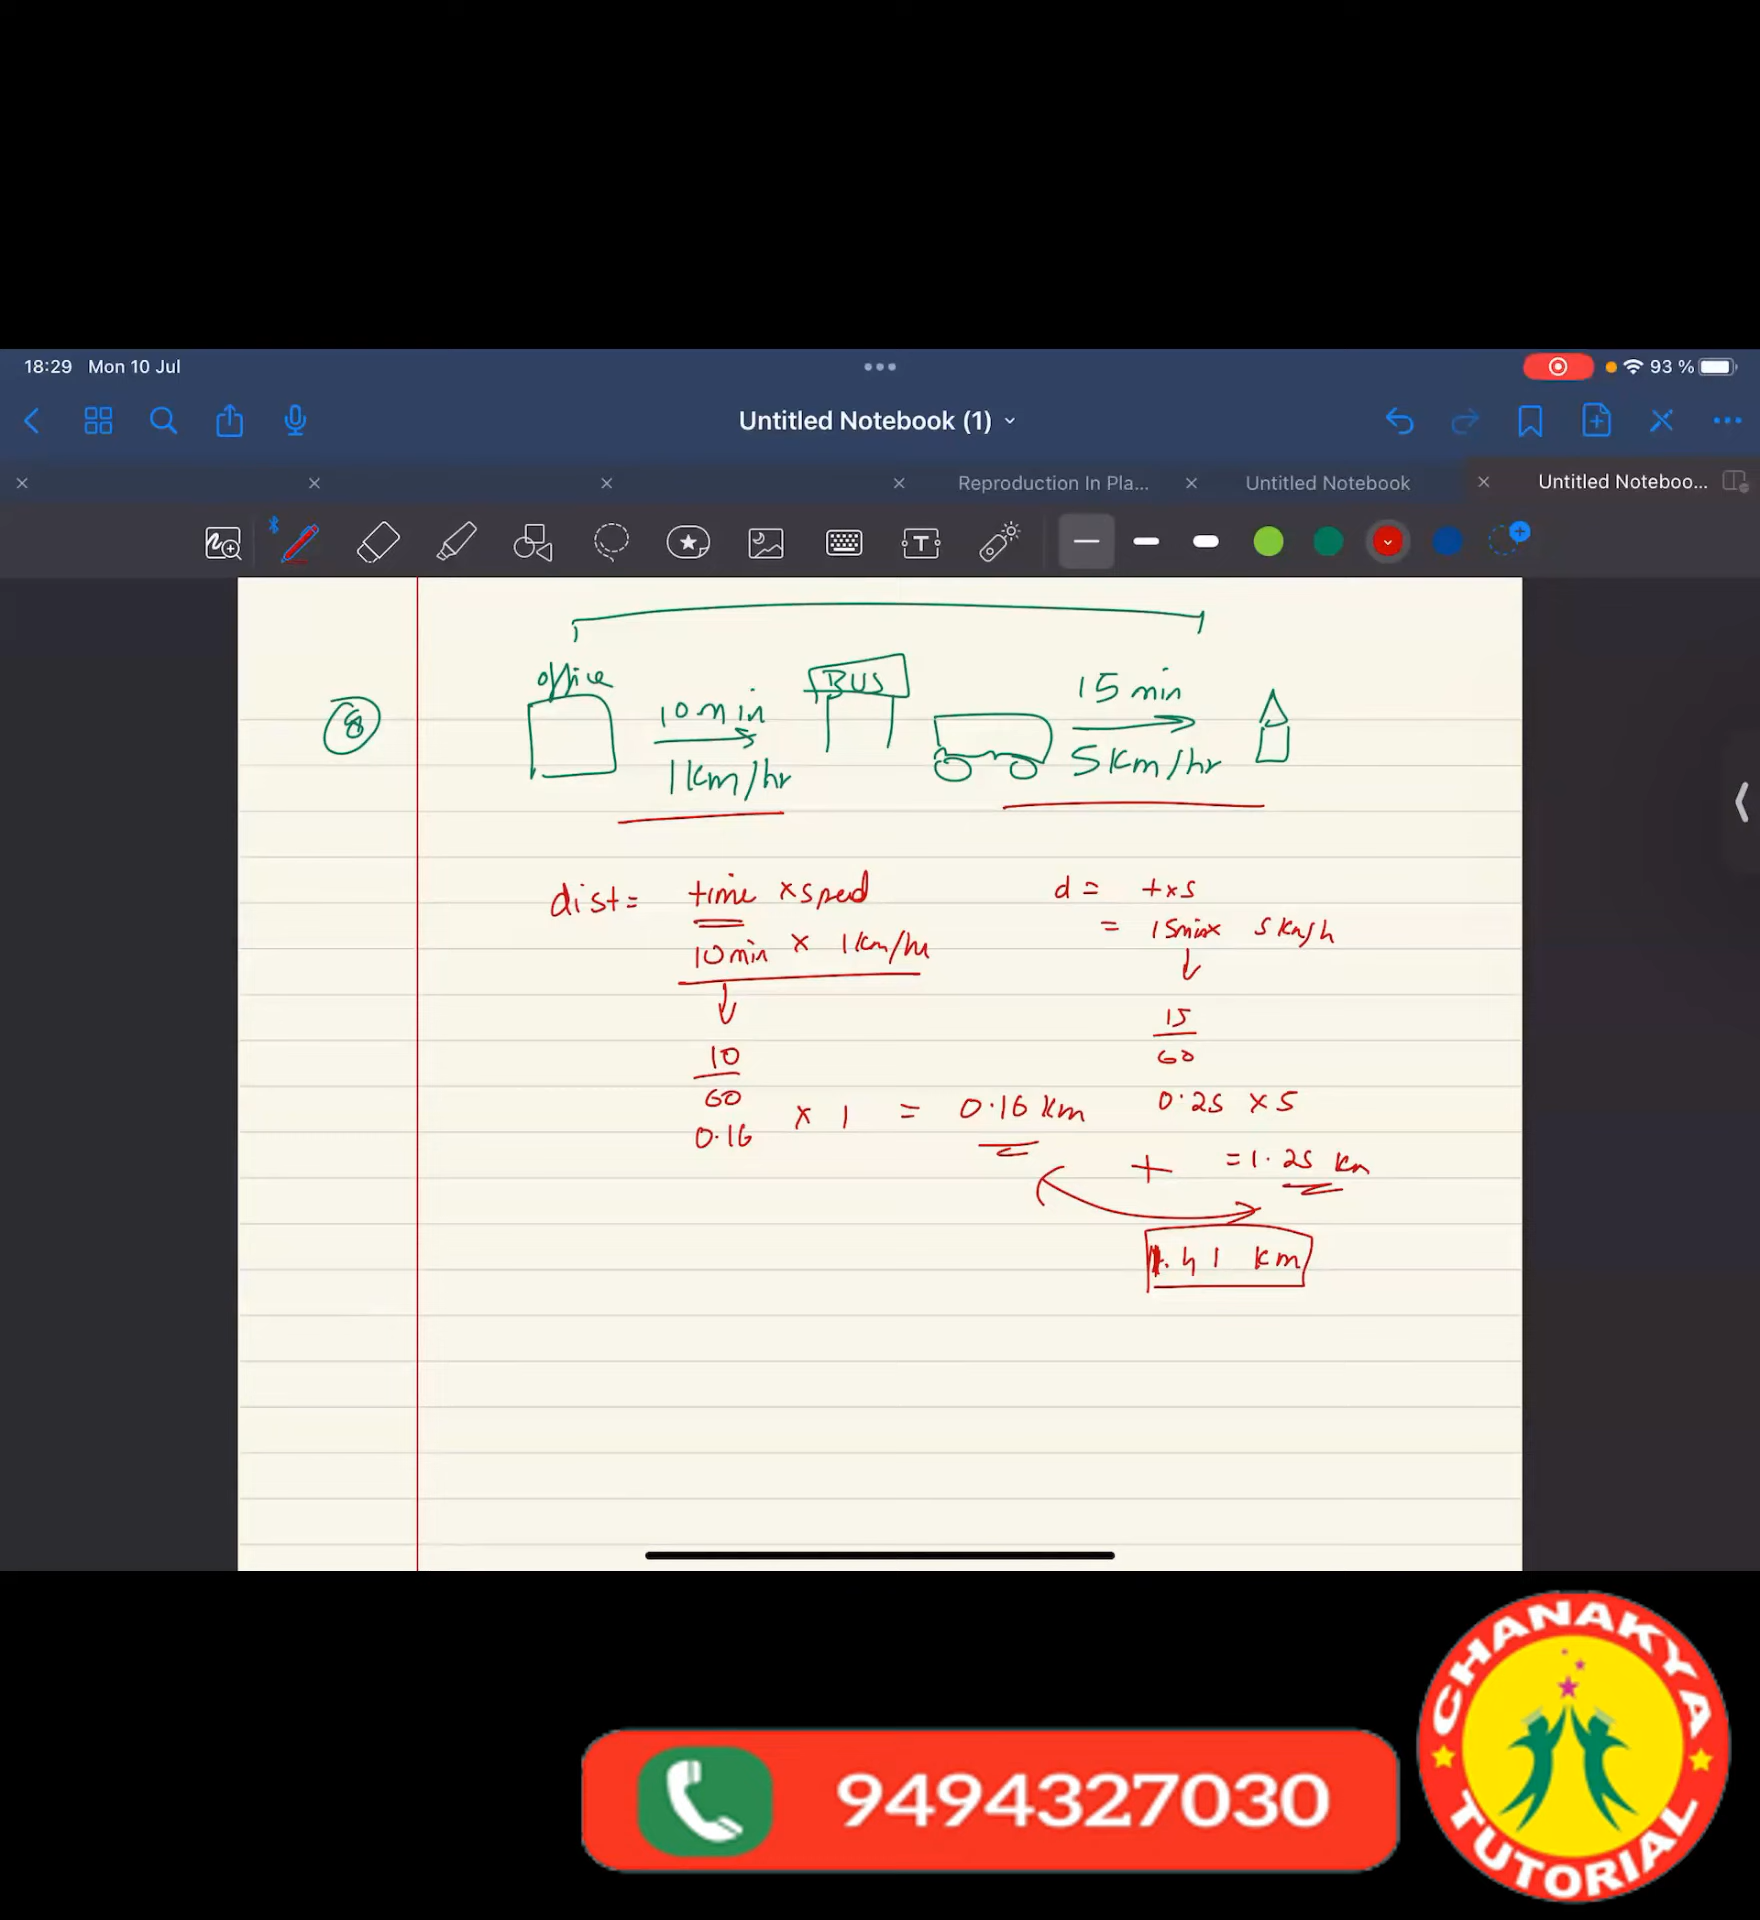 18:29 Mon 10 Jul
93 %
Untitled Notebook (1)
Reproduction In Pla...
Untitled Notebook
Untitled Noteboo...
office
BUS
15 min
8
10 min
1 Km/hr
5 Km/hr
dist = time × speed
10 min × 1 km/hr
10
60
0.16 × 1 = 0.16 Km
d = t×s
= 15min× 5 Km/h
15
60
0.25 × 5
+ = 1.25 Km
1.41 km
9494327030
CHANAKYA
TUTORIAL